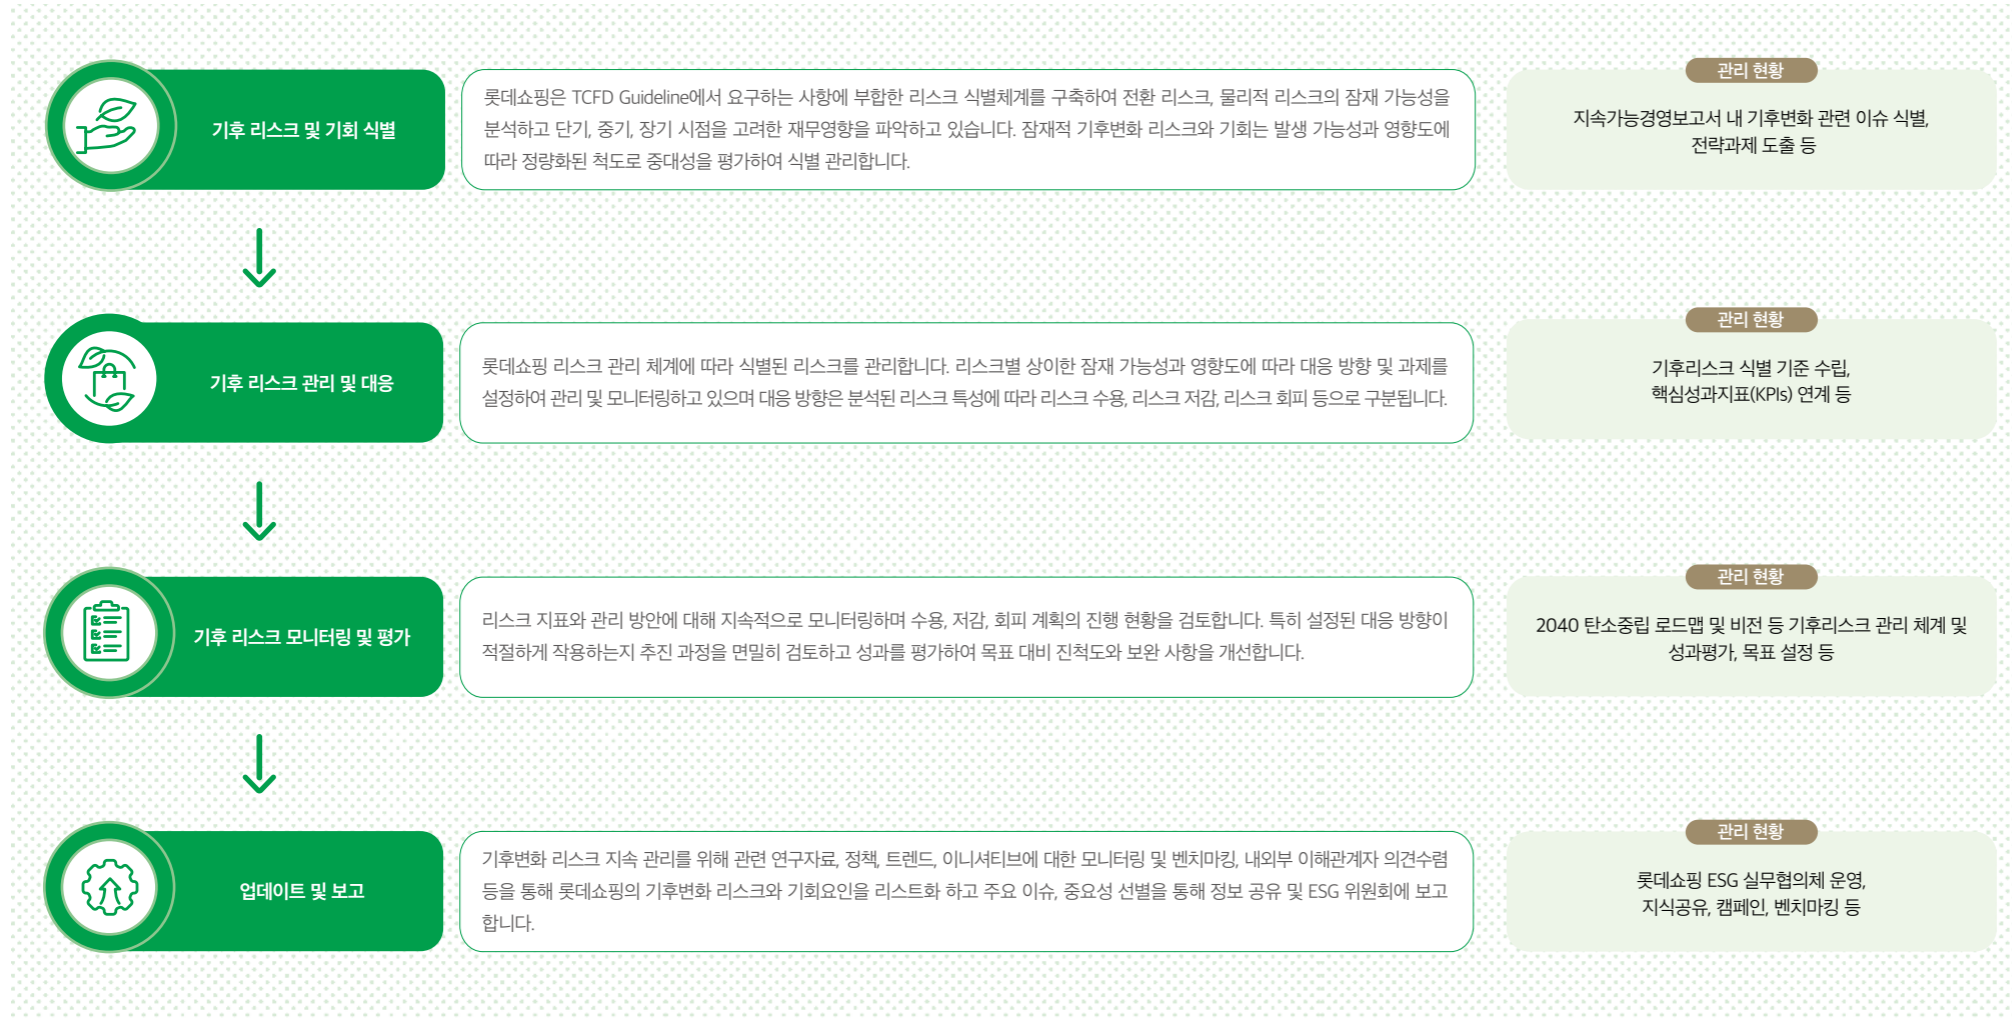 기후 리스크 및 기회 식별
롯데쇼핑은 TCFD Guideline에서 요구하는 사항에 부합한 리스크 식별체계를 구축하여 전환 리스크, 물리적 리스크의 잠재 가능성을
분석하고 단기, 중기, 장기 시점을 고려한 재무영향을 파악하고 있습니다. 잠재적 기후변화 리스크와 기회는 발생 가능성과 영향도에
따라 정량화된 척도로 중대성을 평가하여 식별 관리합니다.
관리 현황
지속가능경영보고서 내 기후변화 관련 이슈 식별,
전략과제 도출 등
기후 리스크 관리 및 대응
롯데쇼핑 리스크 관리 체계에 따라 식별된 리스크를 관리합니다. 리스크별 상이한 잠재 가능성과 영향도에 따라 대응 방향 및 과제를
설정하여 관리 및 모니터링하고 있으며 대응 방향은 분석된 리스크 특성에 따라 리스크 수용, 리스크 저감, 리스크 회피 등으로 구분됩니다.
관리 현황
기후리스크 식별 기준 수립,
핵심성과지표(KPIs) 연계 등
기후 리스크 모니터링 및 평가
리스크 지표와 관리 방안에 대해 지속적으로 모니터링하며 수용, 저감, 회피 계획의 진행 현황을 검토합니다. 특히 설정된 대응 방향이
적절하게 작용하는지 추진 과정을 면밀히 검토하고 성과를 평가하여 목표 대비 진척도와 보완 사항을 개선합니다.
관리 현황
2040 탄소중립 로드맵 및 비전 등 기후리스크 관리 체계 및
성과평가, 목표 설정 등
업데이트 및 보고
기후변화 리스크 지속 관리를 위해 관련 연구자료, 정책, 트렌드, 이니셔티브에 대한 모니터링 및 벤치마킹, 내외부 이해관계자 의견수렴
등을 통해 롯데쇼핑의 기후변화 리스크와 기회요인을 리스트화 하고 주요 이슈, 중요성 선별을 통해 정보 공유 및 ESG 위원회에 보고
합니다.
관리 현황
롯데쇼핑 ESG 실무협의체 운영,
지식공유, 캠페인, 벤치마킹 등